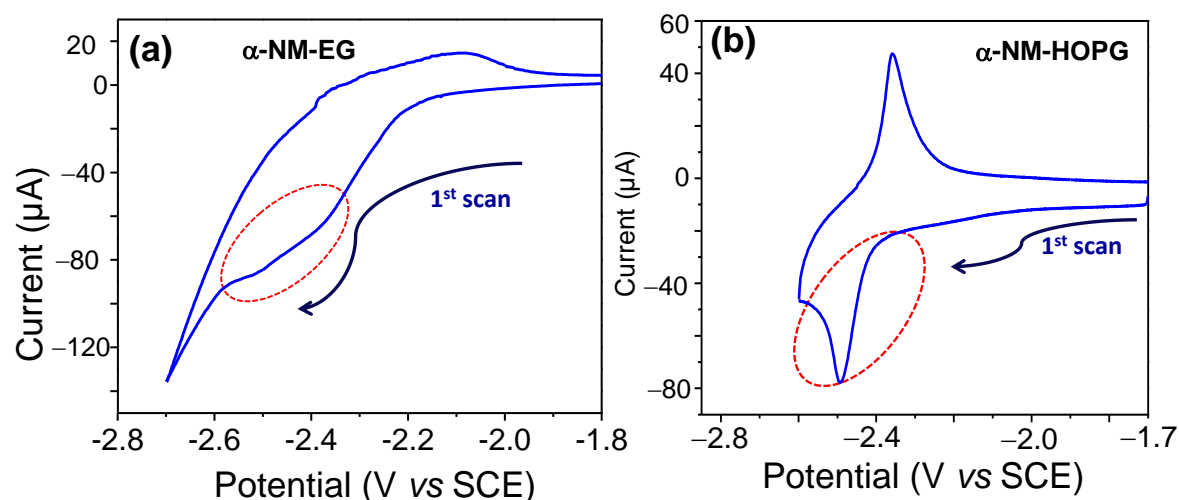 (a) α-NM-EG
20
0
−40
−80
−120
Current (µA)
1st scan
-2.8 -2.6 -2.4 -2.2 -2.0 -1.8
Potential (V vs SCE)
(b) α-NM-HOPG
80
40
0
−40
−80
Current (µA)
1st scan
−2.8 −2.4 −2.0 −1.7
Potential (V vs SCE)